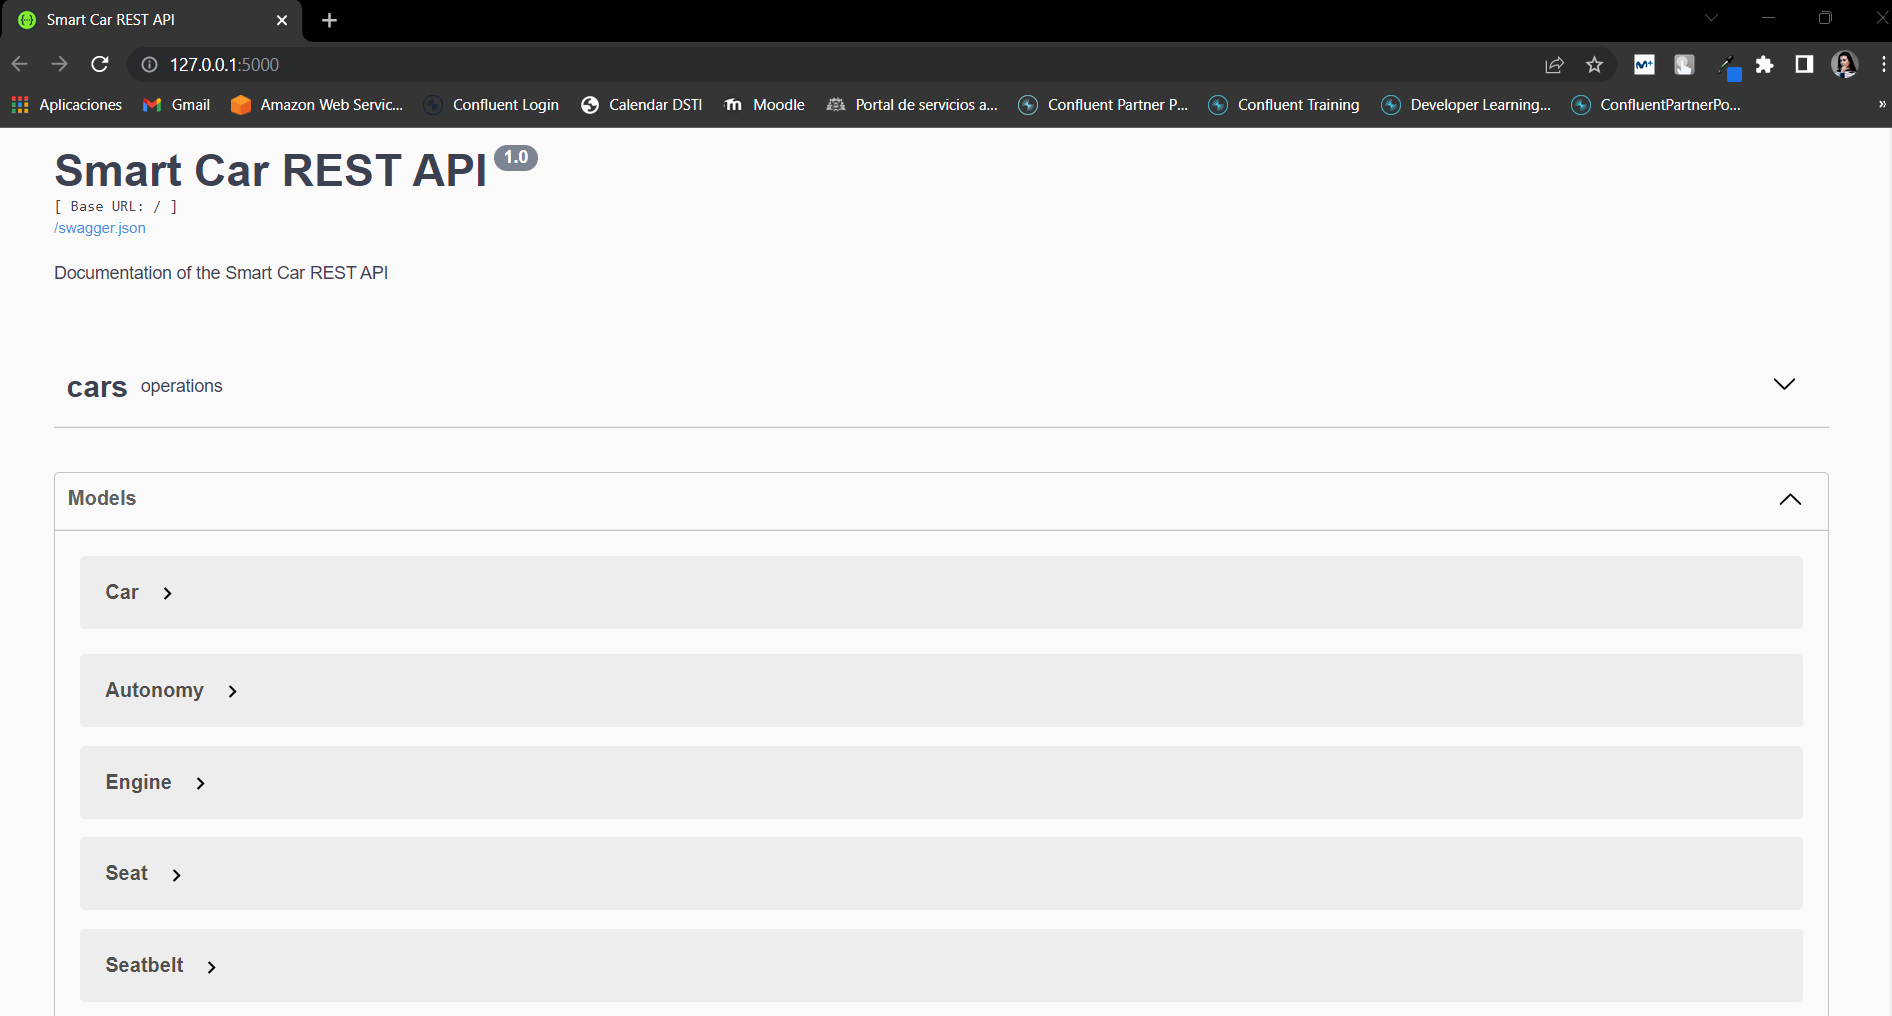 Smart Car REST API
127.0.0.1:5000
Aplicaciones Gmail Amazon Web Servic... Confluent Login Calendar DSTI Moodle Portal de servicios a... Confluent Partner P... Confluent Training Developer Learning... ConfluentPartnerPo... »
Smart Car REST API 1.0
[ Base URL: / ]
/swagger.json
Documentation of the Smart Car REST API
cars operations
Models
Car
Autonomy
Engine
Seat
Seatbelt